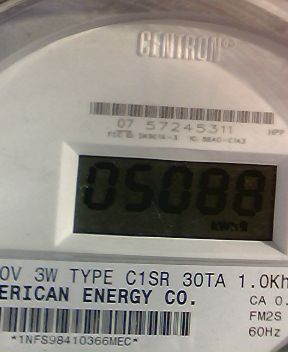 CENTRON®
07 57245311 HPP
05088
0V 3W TYPE C1SR 30TA 1.0Kh
ERICAN ENERGY CO.
CA 0.
FM2S
60Hz
*1NFS98410366MEC*